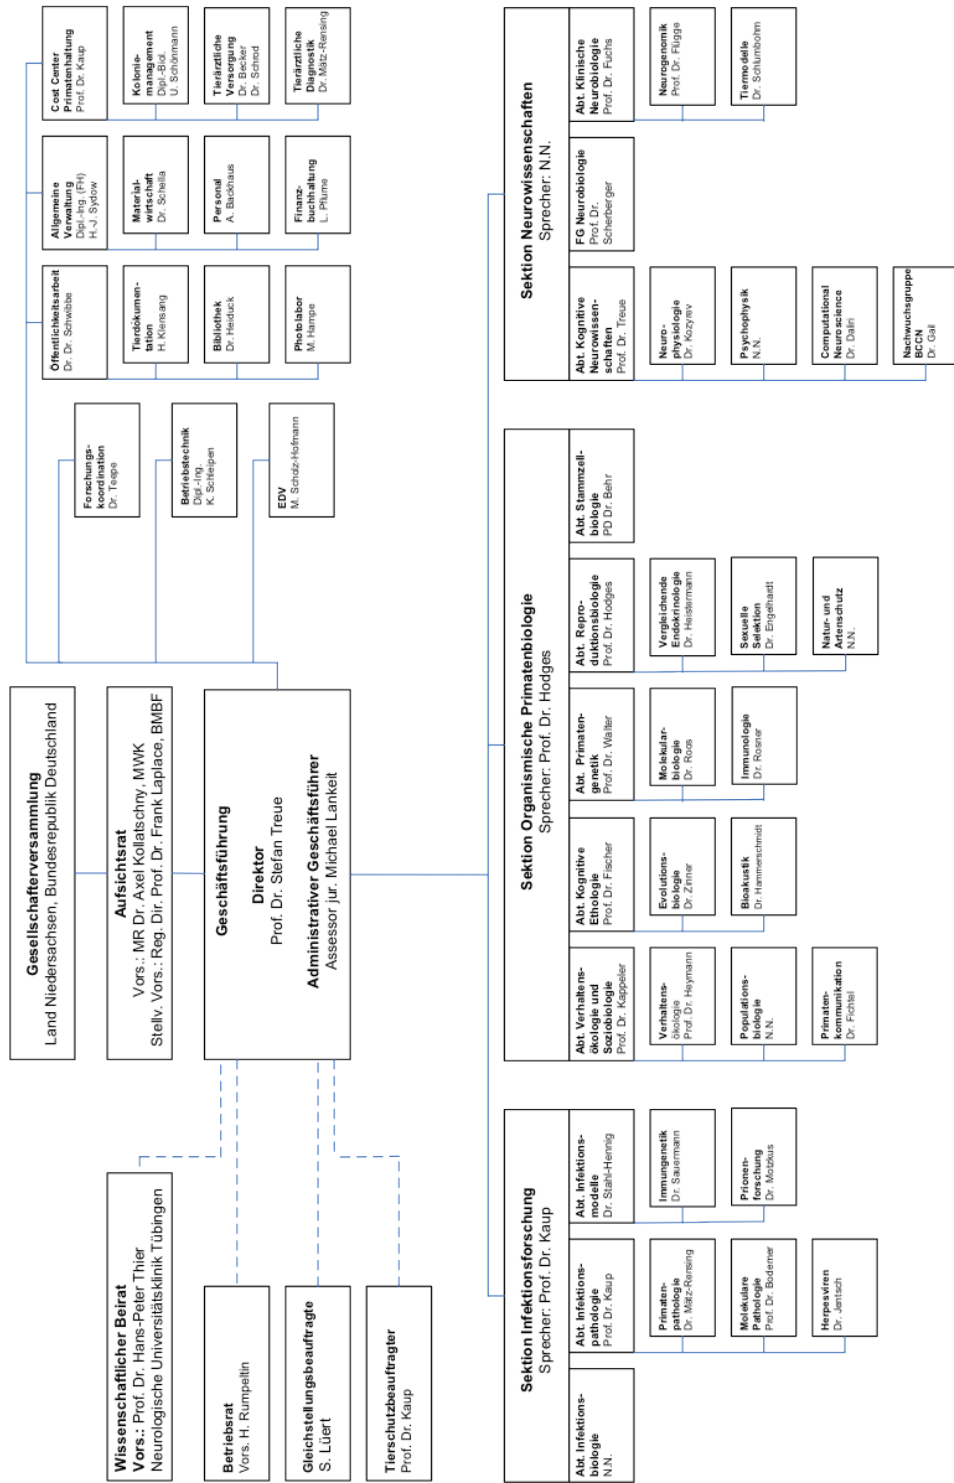 Gesellschafterversammlung
Land Niedersachsen, Bundesrepublik Deutschland
Aufsichtsrat
Vors.: MR Dr. Axel Kollatschny, MWK
Stellv. Vors.: Reg. Dir. Prof. Dr. Frank Laplace, BMBF
Geschäftsführung
Direktor
Prof. Dr. Stefan Treue
Administrativer Geschäftsführer
Assessor jur. Michael Lankeit
Wissenschaftlicher Beirat
Vors.: Prof. Dr. Hans-Peter Thier
Neurologische Universitätsklinik Tübingen
Betriebsrat
Vors. H. Rumpeltin
Gleichstellungsbeauftragte
S. Lüert
Tierschutzbeauftragter
Prof. Dr. Kaup
Forschungs-
koordination
Dr. Teepe
Betriebstechnik
Dipl.-Ing.
K. Schleipen
EDV
M. Scholz-Hofmann
Öffentlichkeitsarbeit
Dr. Dr. Schwibbe
Tierdokumen-
tation
H. Klensang
Bibliothek
Dr. Heiduck
Photolabor
M. Hampe
Allgemeine
Verwaltung
Dipl.-Ing. (FH)
H.-J. Sydow
Material-
wirtschaft
Dr. Schella
Personal
A. Backhaus
Finanz-
buchhaltung
L. Pflume
Cost Center
Primatenhaltung
Prof. Dr. Kaup
Kolonie-
management
Dipl.-Biol.
U. Schönmann
Tierärztliche
Versorgung
Dr. Becker
Dr. Schrod
Tierärztliche
Diagnostik
Dr. Mätz-Rensing
Sektion Infektionsforschung
Sprecher: Prof. Dr. Kaup
Abt. Infektions-
biologie
N.N.
Abt. Infektions-
pathologie
Prof. Dr. Kaup
Primaten-
pathologie
Dr. Mätz-Rensing
Molekulare
Pathologie
Prof. Dr. Bodemer
Herpesviren
Dr. Jentsch
Abt. Infektions-
modelle
Dr. Stahl-Hennig
Immungenetik
Dr. Sauermann
Prionen-
forschung
Dr. Motzkus
Sektion Organismische Primatenbiologie
Sprecher: Prof. Dr. Hodges
Abt. Verhaltens-
ökologie und
Soziobiologie
Prof. Dr. Kappeler
Verhaltens-
ökologie
Prof. Dr. Heymann
Populations-
biologie
N.N.
Primaten-
kommunikation
Dr. Fichtel
Abt. Kognitive
Ethologie
Prof. Dr. Fischer
Evolutions-
biologie
Dr. Zinner
Bioakustik
Dr. Hammerschmidt
Abt. Primaten-
genetik
Prof. Dr. Walter
Molekular-
biologie
Dr. Roos
Immunologie
Dr. Rosner
Abt. Repro-
duktionsbiologie
Prof. Dr. Hodges
Vergleichende
Endokrinologie
Dr. Heistermann
Sexuelle
Selektion
Dr. Engelhardt
Natur- und
Artenschutz
N.N.
Abt. Stammzell-
biologie
PD Dr. Behr
Sektion Neurowissenschaften
Sprecher: N.N.
Abt. Kognitive
Neurowissen-
schaften
Prof. Dr. Treue
Neuro-
physiologie
Dr. Kozyrev
Psychophysik
N.N.
Computational
Neuroscience
Dr. Daliri
Nachwuchsgruppe
BCCN
Dr. Gail
FG Neurobiologie
Prof. Dr.
Scherberger
Abt. Klinische
Neurobiologie
Prof. Dr. Fuchs
Neurogenomik
Prof. Dr. Flügge
Tiermodelle
Dr. Schlumbohm